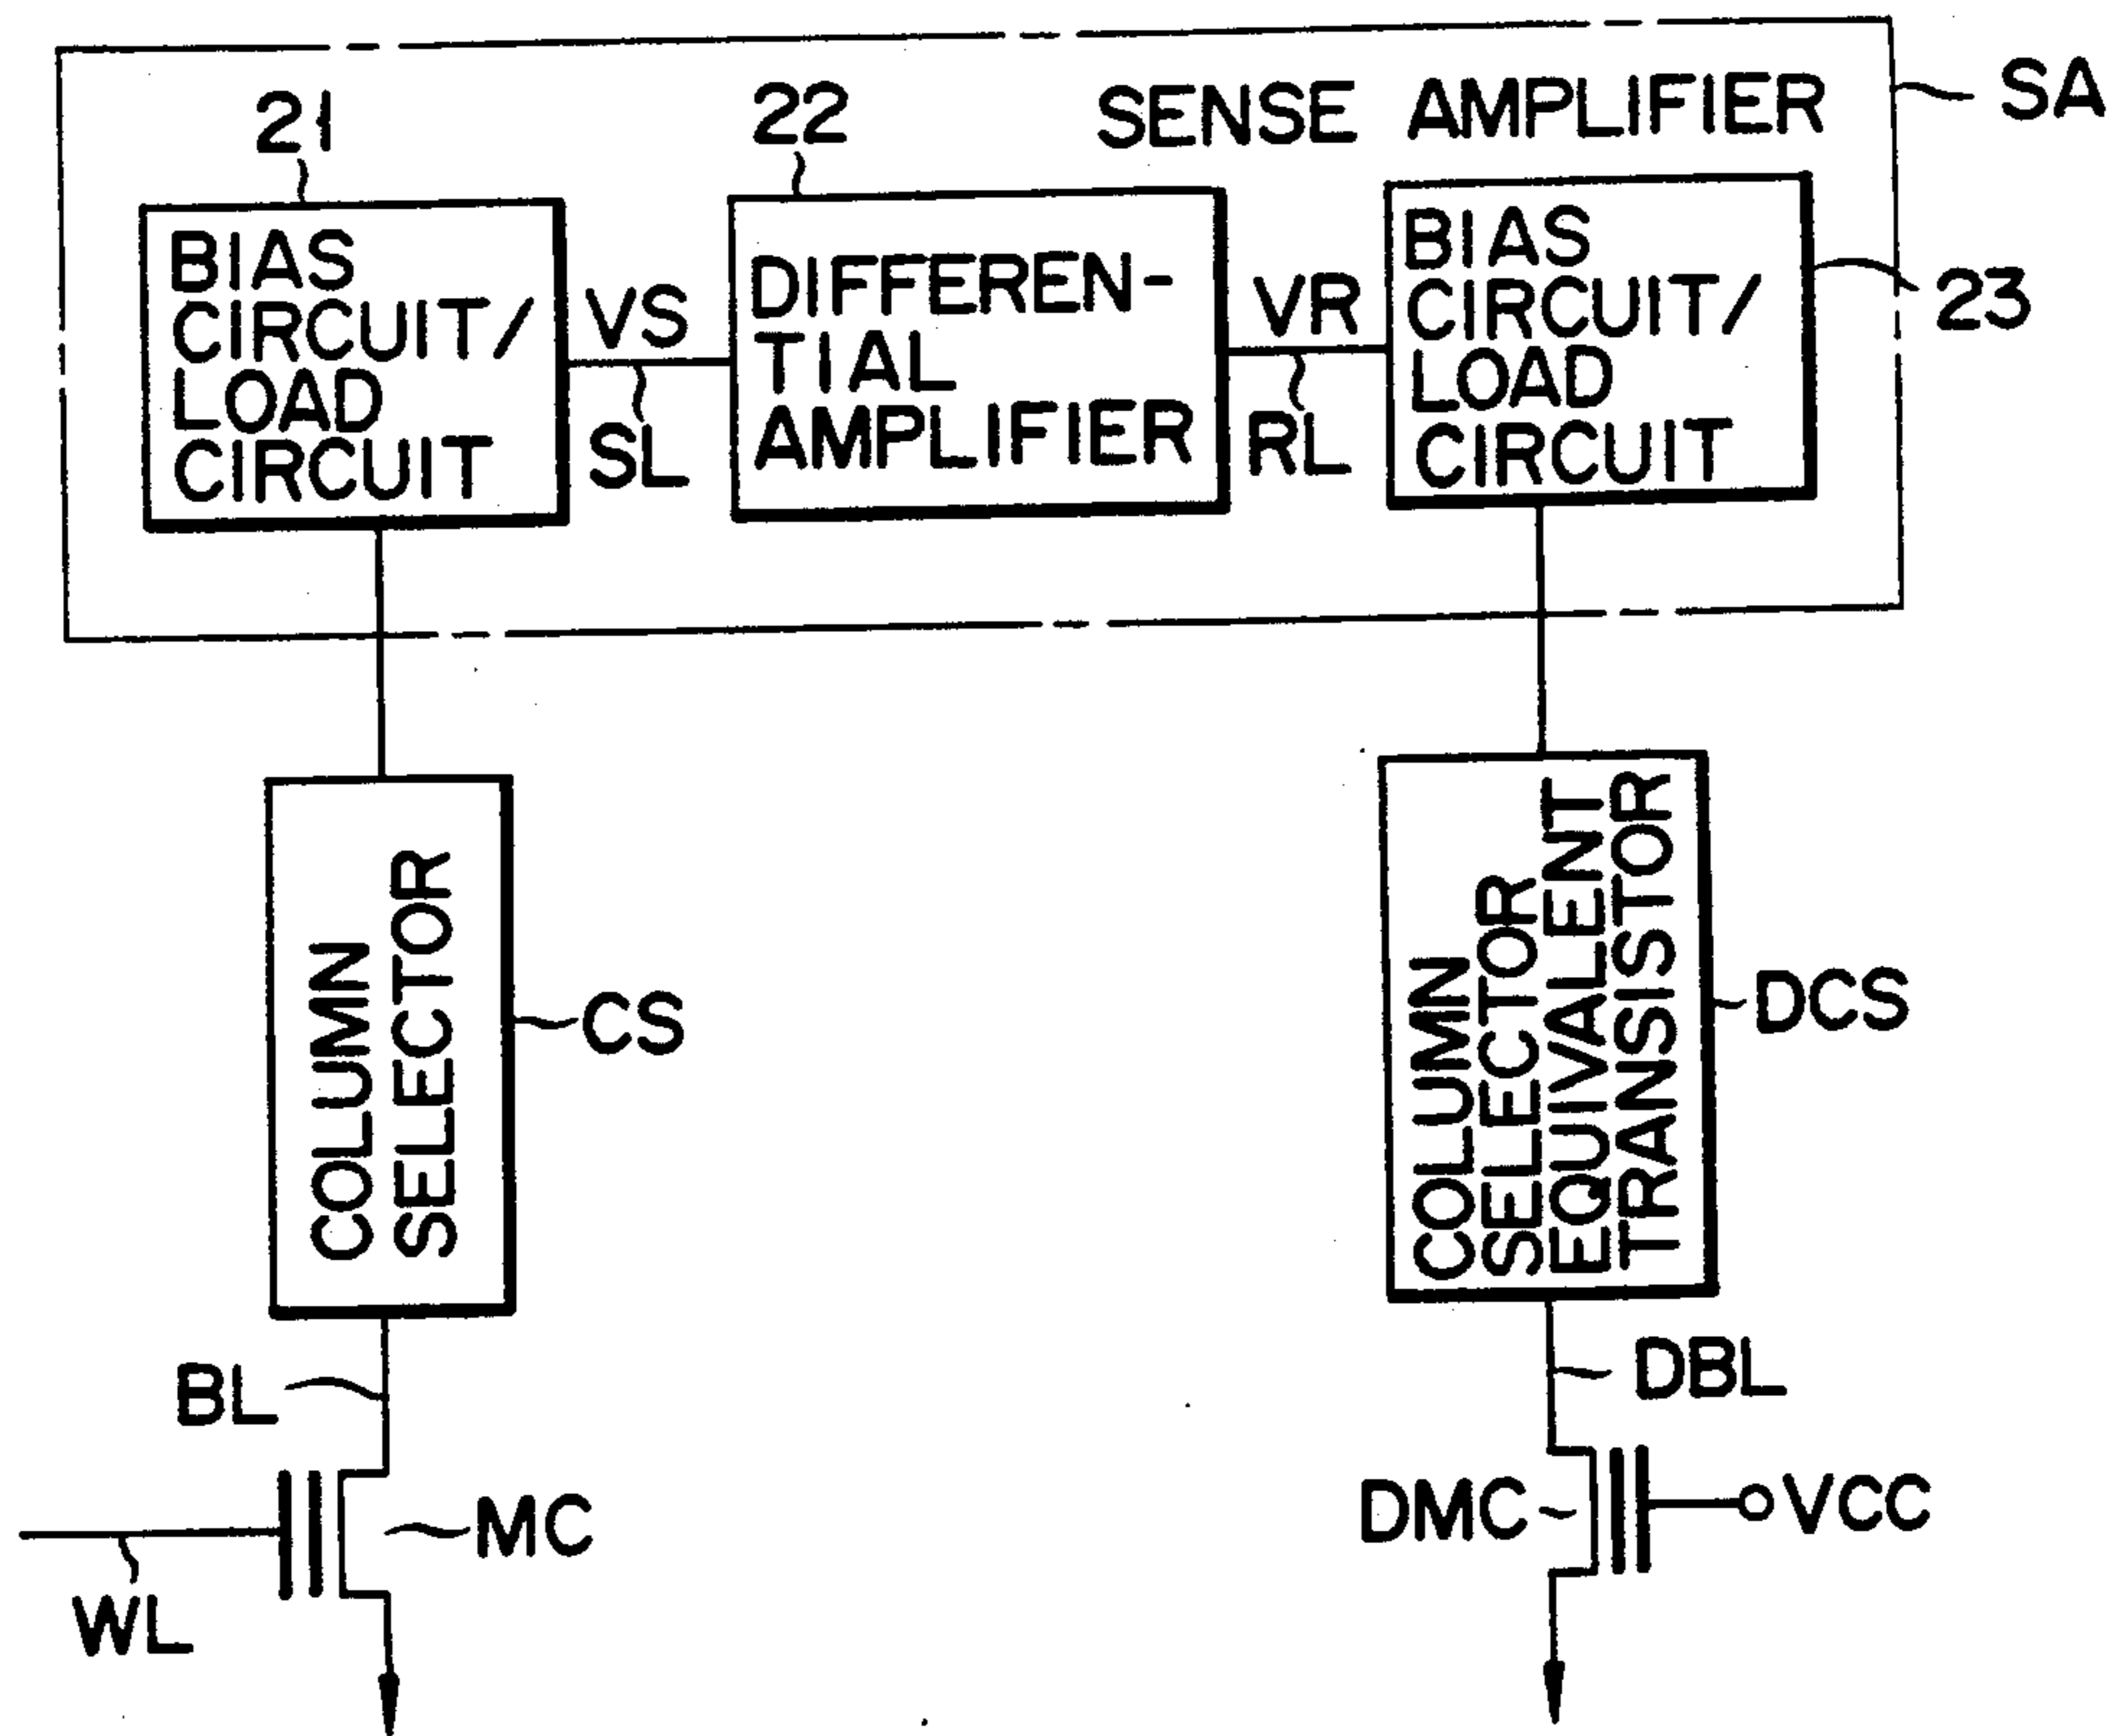 SENSE AMPLIFIER
SA
21
22
BIAS
CIRCUIT/
LOAD
CIRCUIT
VS
SL
DIFFEREN-
TIAL
AMPLIFIER
VR
RL
BIAS
CIRCUIT/
LOAD
CIRCUIT
23
COLUMN
SELECTOR
CS
COLUMN
SELECTOR
EQUIVALENT
TRANSISTOR
DCS
BL
DBL
MC
DMC
VCC
WL